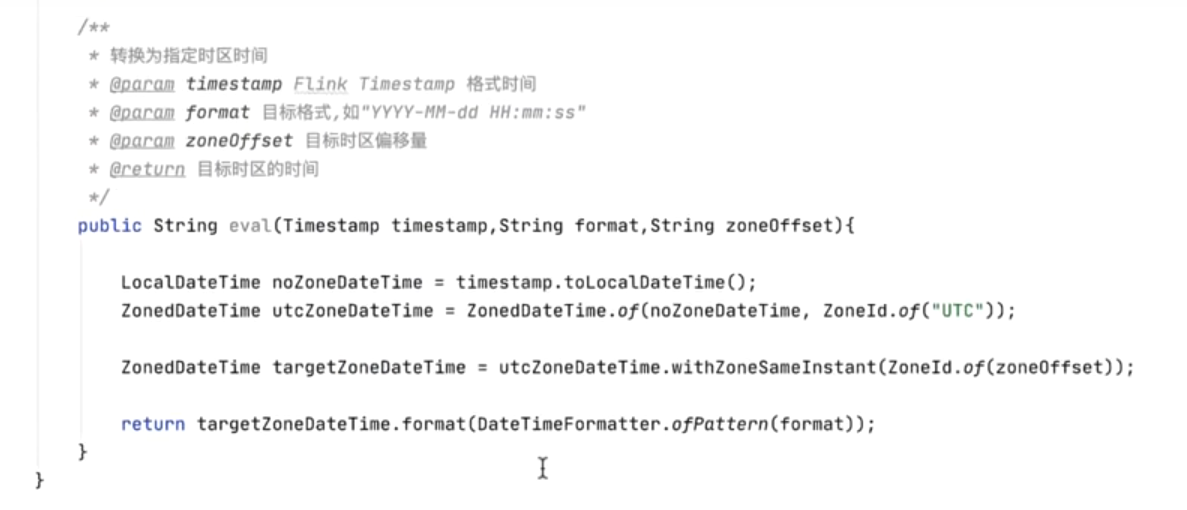 /**
 * 转换为指定时区时间
 * @param timestamp Flink Timestamp 格式时间
 * @param format 目标格式,如"YYYY-MM-dd HH:mm:ss"
 * @param zoneOffset 目标时区偏移量
 * @return 目标时区的时间
 */
public String eval(Timestamp timestamp,String format,String zoneOffset){
LocalDateTime noZoneDateTime = timestamp.toLocalDateTime();
ZonedDateTime utcZoneDateTime = ZonedDateTime.of(noZoneDateTime, ZoneId.of("UTC"));
ZonedDateTime targetZoneDateTime = utcZoneDateTime.withZoneSameInstant(ZoneId.of(zoneOffset));
return targetZoneDateTime.format(DateTimeFormatter.ofPattern(format));
}
}